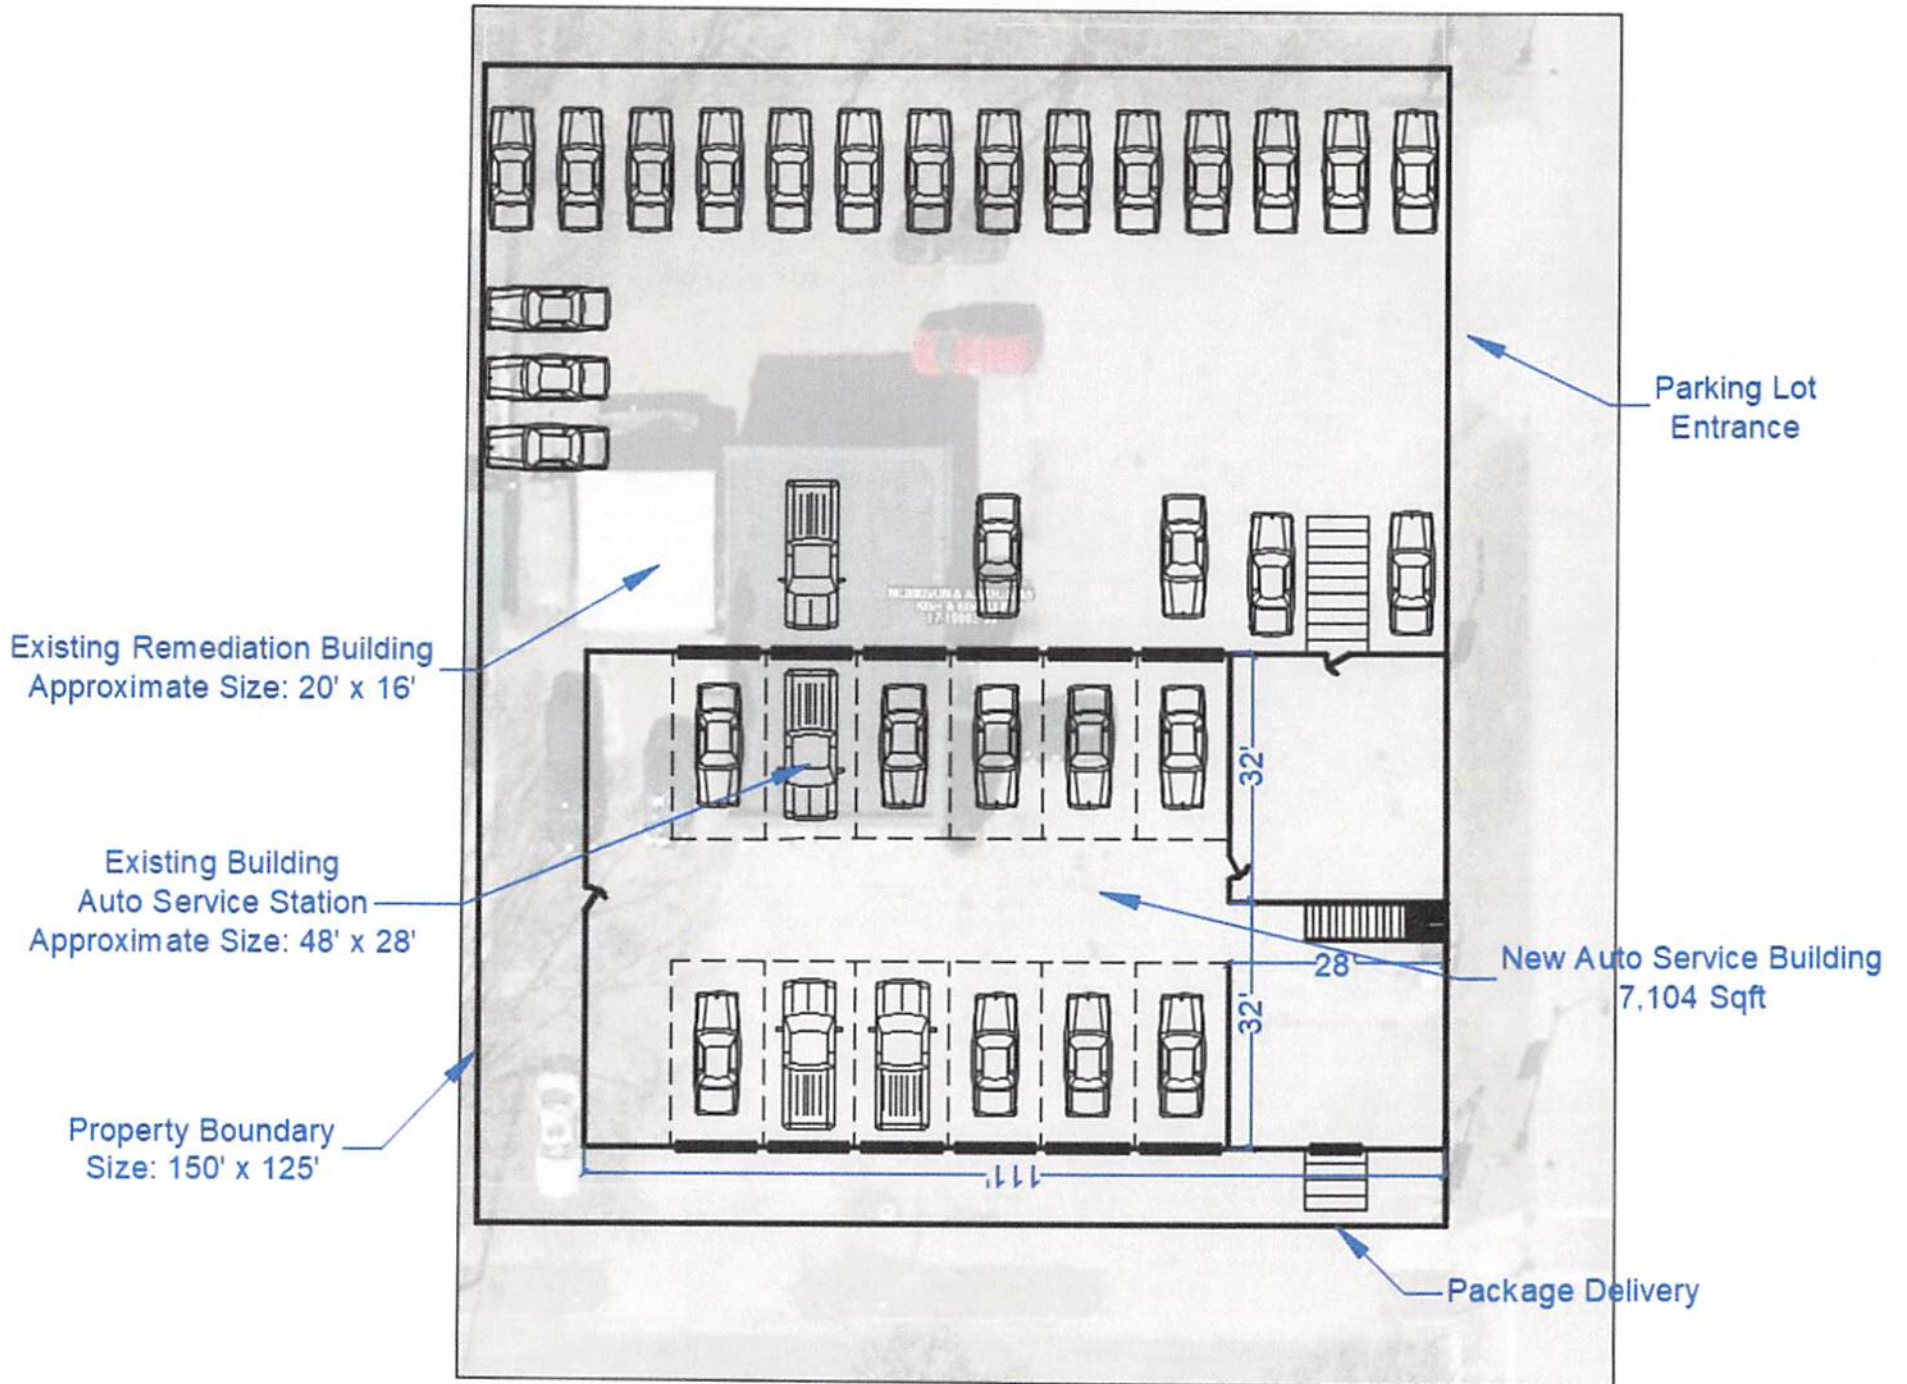 Parking Lot
Entrance
Existing Remediation Building
Approximate Size: 20' x 16'
32'
Existing Building
Auto Service Station
Approximate Size: 48' x 28'
New Auto Service Building
7,104 Sqft
28'
32'
Property Boundary
Size: 150' x 125'
111'
Package Delivery